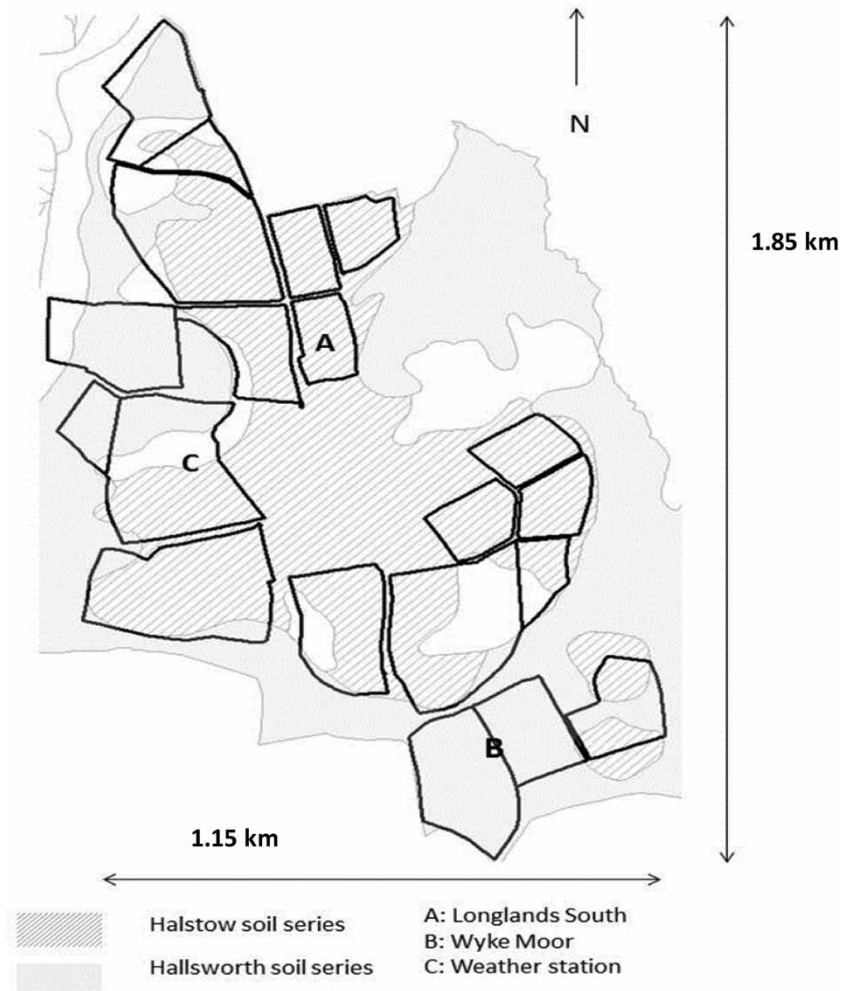 N
1.85 km
A
C
B
1.15 km
Halstow soil series
Hallsworth soil series
A: Longlands South
B: Wyke Moor
C: Weather station